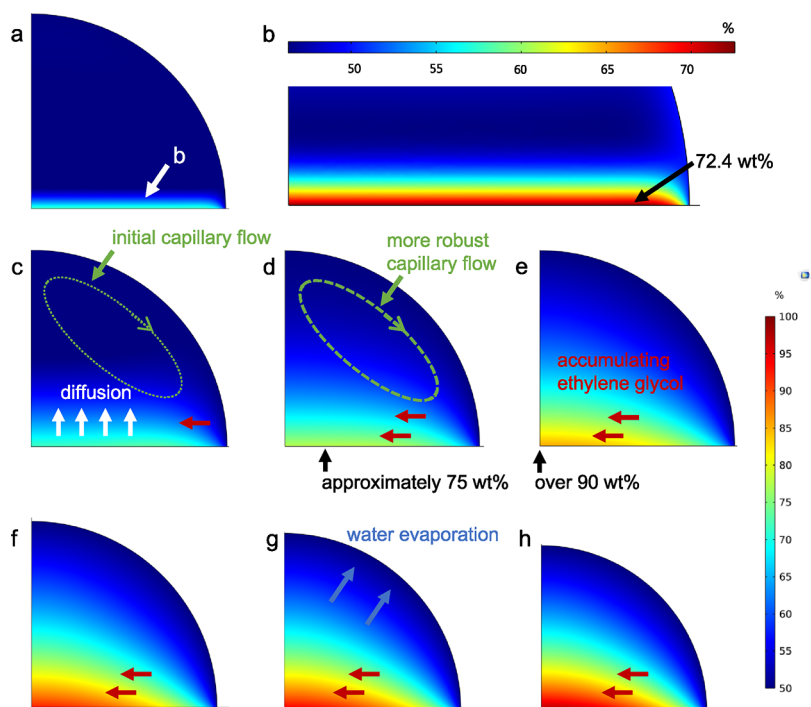 a
b
%
50
55
60
65
70
b
72.4 wt%
initial capillary flow
more robust
capillary flow
c
d
e
%
100
95
90
85
80
75
70
65
60
55
50
diffusion
accumulating
ethylene glycol
approximately 75 wt%
over 90 wt%
f
g
h
water evaporation